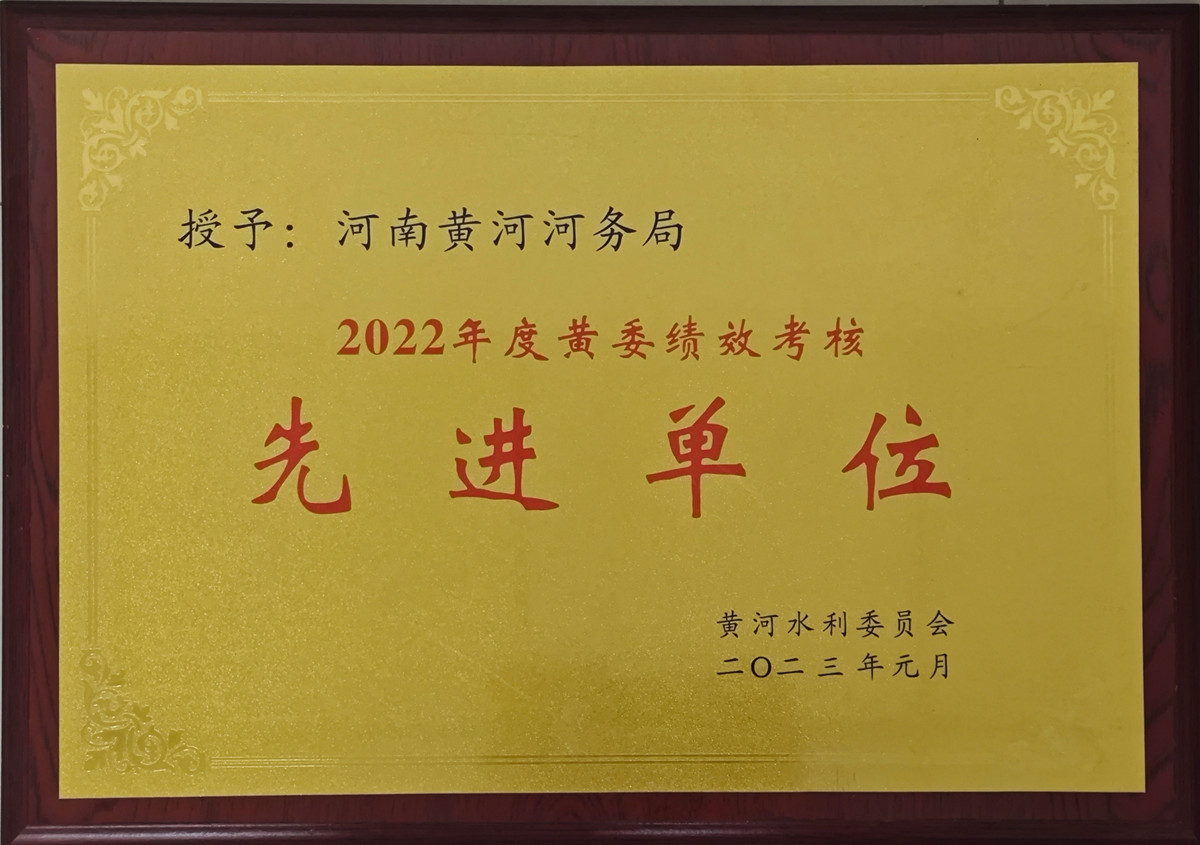 授予：河南黄河河务局
2022年度黄委绩效考核
先进单位
黄河水利委员会
二〇二三年元月